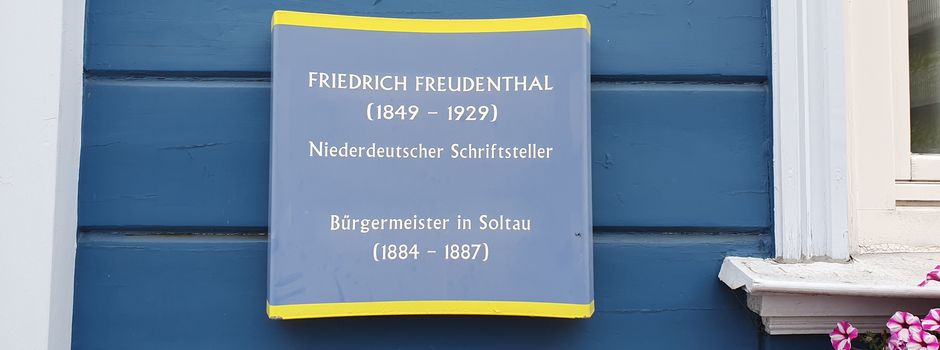 FRIEDRICH FREUDENTHAL
(1849 – 1929)
Niederdeutscher Schriftsteller
Bürgermeister in Soltau
(1884 – 1887)